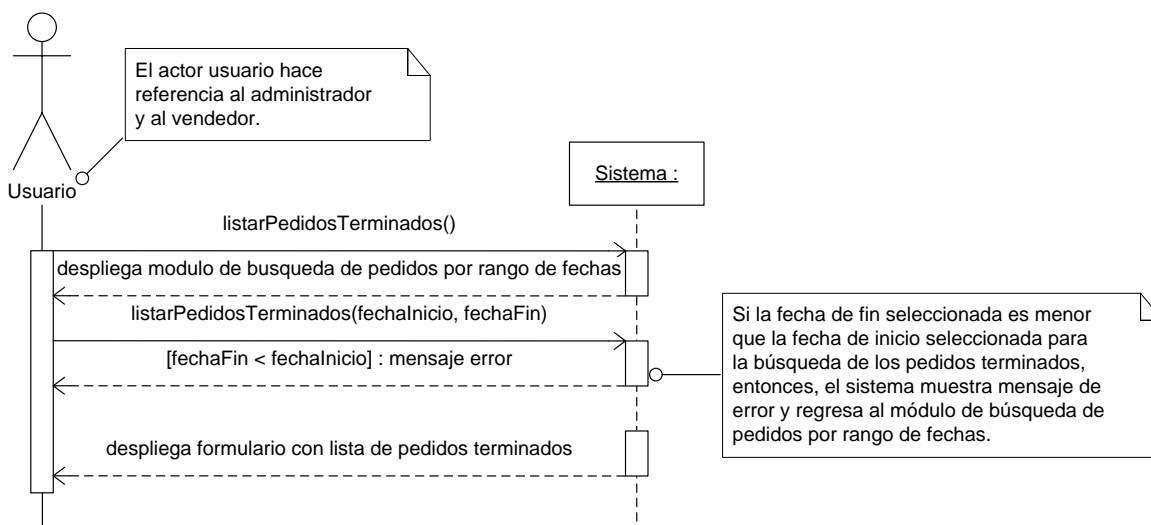 El actor usuario hace
referencia al administrador
y al vendedor.
Usuario
Sistema :
listarPedidosTerminados()
despliega modulo de busqueda de pedidos por rango de fechas
listarPedidosTerminados(fechaInicio, fechaFin)
[fechaFin < fechaInicio] : mensaje error
Si la fecha de fin seleccionada es menor
que la fecha de inicio seleccionada para
la búsqueda de los pedidos terminados,
entonces, el sistema muestra mensaje de
error y regresa al módulo de búsqueda de
pedidos por rango de fechas.
despliega formulario con lista de pedidos terminados